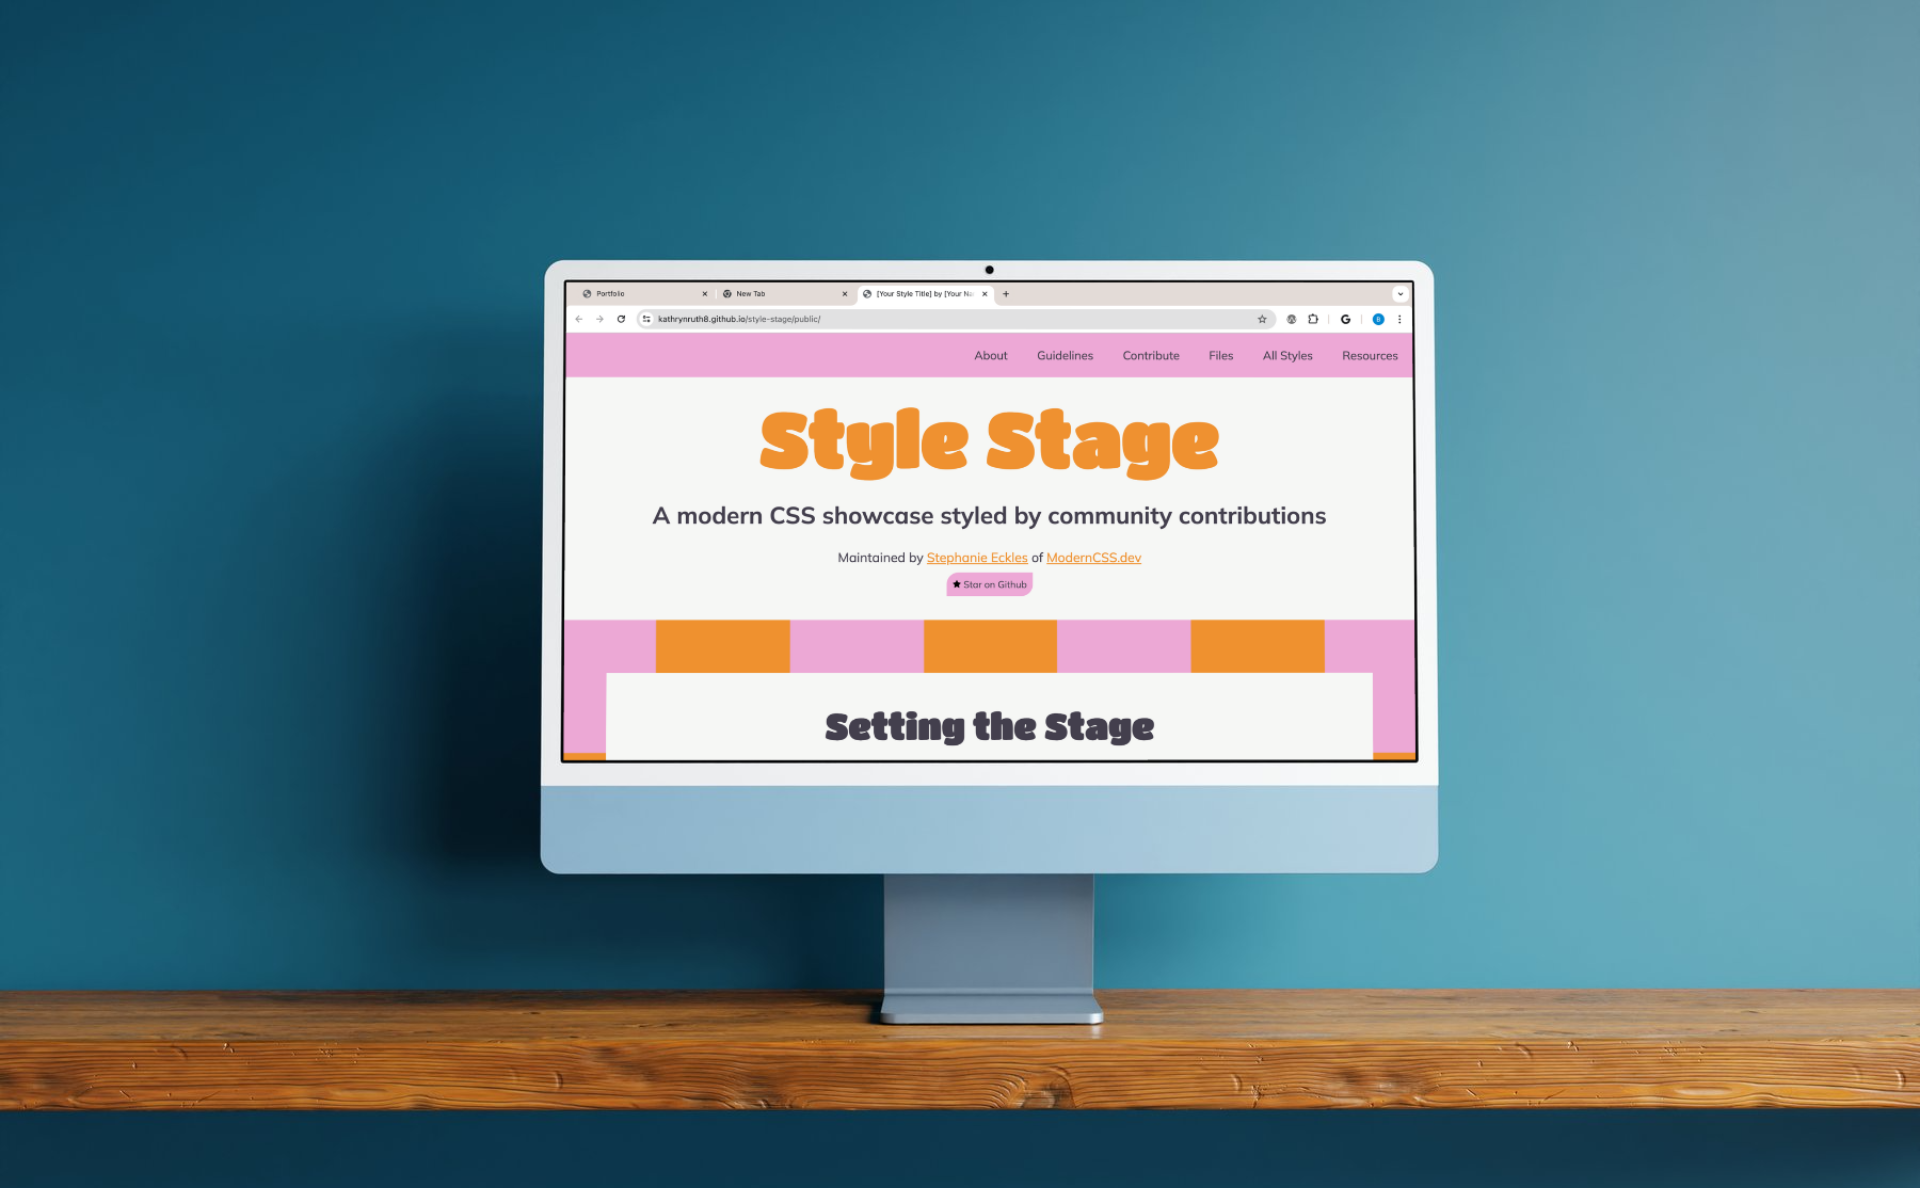 Portfolio
New Tab
[Your Style Title] by [Your Na
kathrynruth8.github.io/style-stage/public/
G
About Guidelines Contribute Files All Styles Resources
Style Stage
A modern CSS showcase styled by community contributions
Maintained by Stephanie Eckles of ModernCSS.dev
Star on Github
Setting the Stage